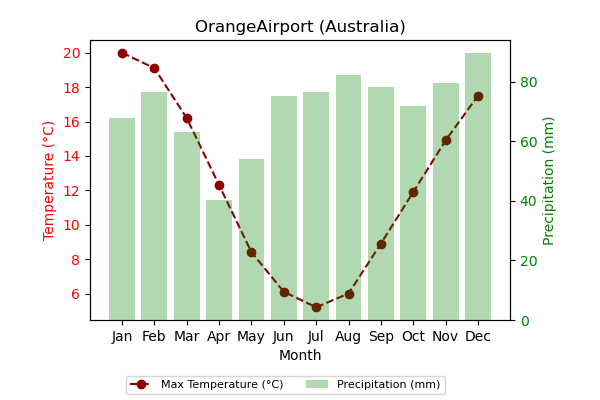 OrangeAirport (Australia)
Temperature (°C)
20
18
16
14
12
10
8
6
Precipitation (mm)
80
60
40
20
0
Jan Feb Mar Apr May Jun Jul Aug Sep Oct Nov Dec
Month
Max Temperature (°C) Precipitation (mm)